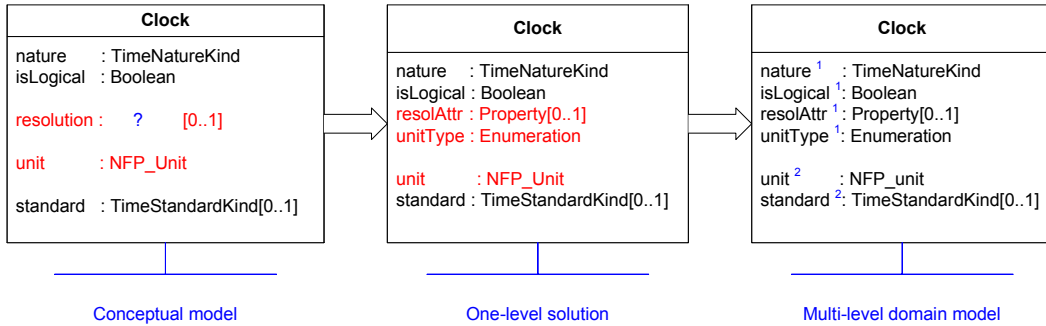 Clock
nature : TimeNatureKind
isLogical : Boolean
resolution : ? [0..1]
unit : NFP_Unit
standard : TimeStandardKind[0..1]
Conceptual model
Clock
nature : TimeNatureKind
isLogical : Boolean
resolAttr : Property[0..1]
unitType : Enumeration
unit : NFP_Unit
standard : TimeStandardKind[0..1]
One-level solution
Clock
nature 1 : TimeNatureKind
isLogical 1: Boolean
resolAttr 1: Property[0..1]
unitType 1: Enumeration
unit 2 : NFP_unit
standard 2: TimeStandardKind[0..1]
Multi-level domain model